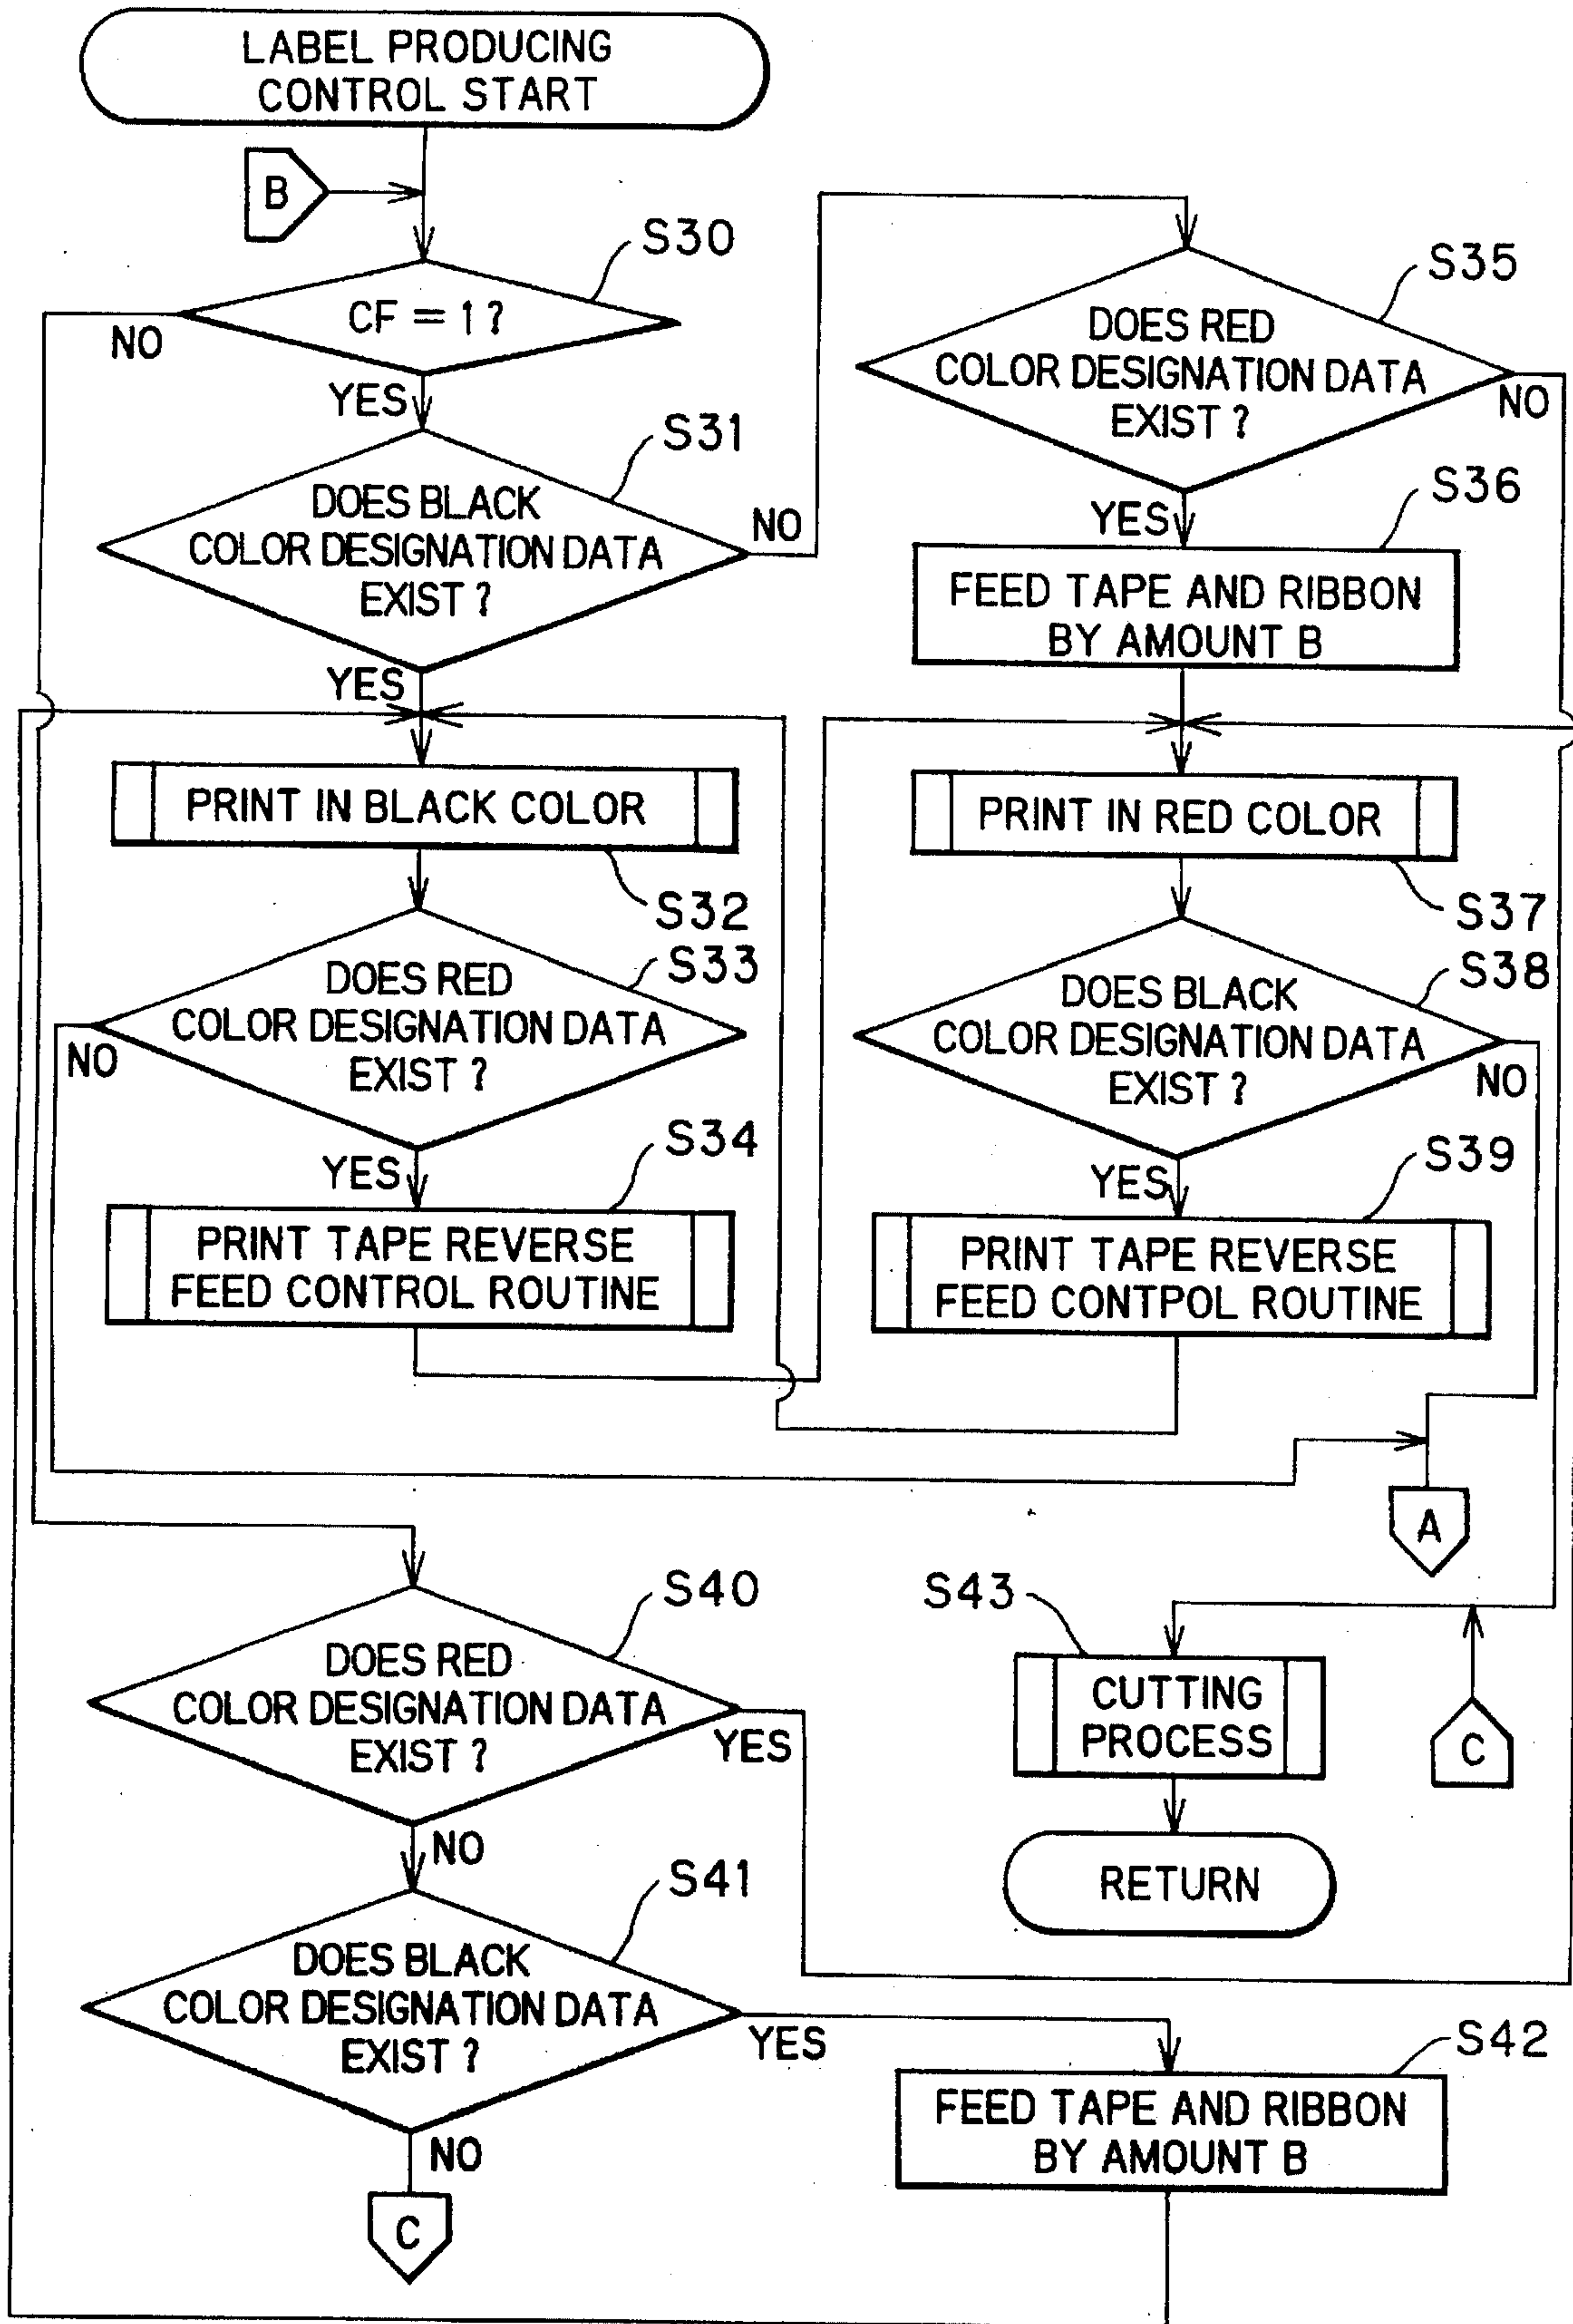 LABEL PRODUCING
CONTROL START
B
S30
CF = 1 ?
NO
YES
S31
DOES BLACK
COLOR DESIGNATION DATA
EXIST ?
NO
YES
PRINT IN BLACK COLOR
S32
DOES RED
COLOR DESIGNATION DATA
EXIST ?
S33
NO
YES
S34
PRINT TAPE REVERSE
FEED CONTROL ROUTINE
S35
DOES RED
COLOR DESIGNATION DATA
EXIST ?
NO
YES
S36
FEED TAPE AND RIBBON
BY AMOUNT B
PRINT IN RED COLOR
S37
DOES BLACK
COLOR DESIGNATION DATA
EXIST ?
S38
NO
YES
S39
PRINT TAPE REVERSE
FEED CONTPOL ROUTINE
A
S40
DOES RED
COLOR DESIGNATION DATA
EXIST ?
YES
NO
S43
CUTTING
PROCESS
C
RETURN
S41
DOES BLACK
COLOR DESIGNATION DATA
EXIST ?
YES
NO
C
S42
FEED TAPE AND RIBBON
BY AMOUNT B